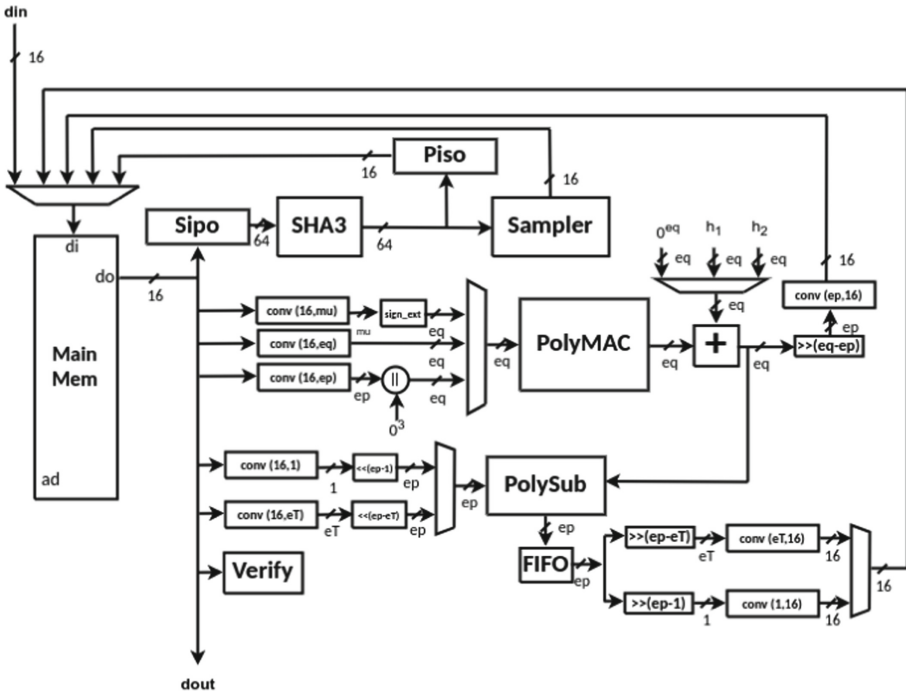 din
16
Piso
16
16
Sipo
64
SHA3
64
Sampler
0^eq
h₁
h₂
eq
eq
eq
di
do
16
16
conv (16,mu)
mu
sign_ext
eq
conv (16,eq)
eq
conv (16,ep)
ep
||
eq
0³
eq
PolyMAC
eq
eq
+
eq
conv (ep,16)
ep
>>(eq-ep)
Main
Mem
ad
conv (16,1)
1
<<(ep-1)
ep
conv (16,eT)
eT
<<(ep-eT)
ep
ep
PolySub
ep
FIFO
ep
>>(ep-eT)
eT
conv (eT,16)
16
>>(ep-1)
1
conv (1,16)
16
16
Verify
dout